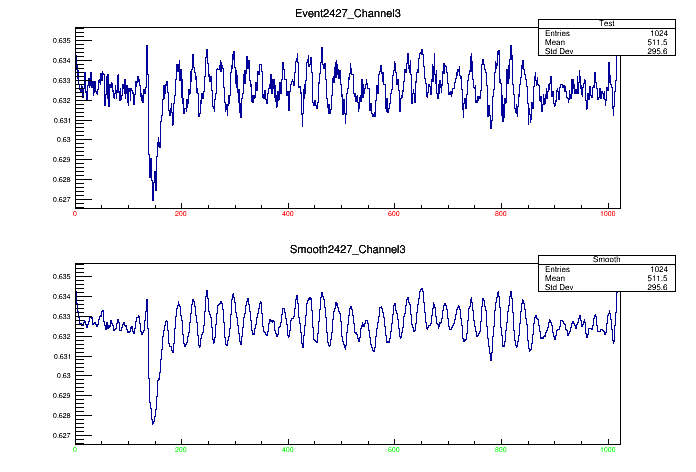 Event2427_Channel3
Test
Entries 1024
Mean 511.5
Std Dev 295.6
0.635
0.634
0.633
0.632
0.631
0.63
0.629
0.628
0.627
0 200 400 600 800 1000
Smooth2427_Channel3
Smooth
Entries 1024
Mean 511.5
Std Dev 295.6
0.635
0.634
0.633
0.632
0.631
0.63
0.629
0.628
0.627
0 200 400 600 800 1000